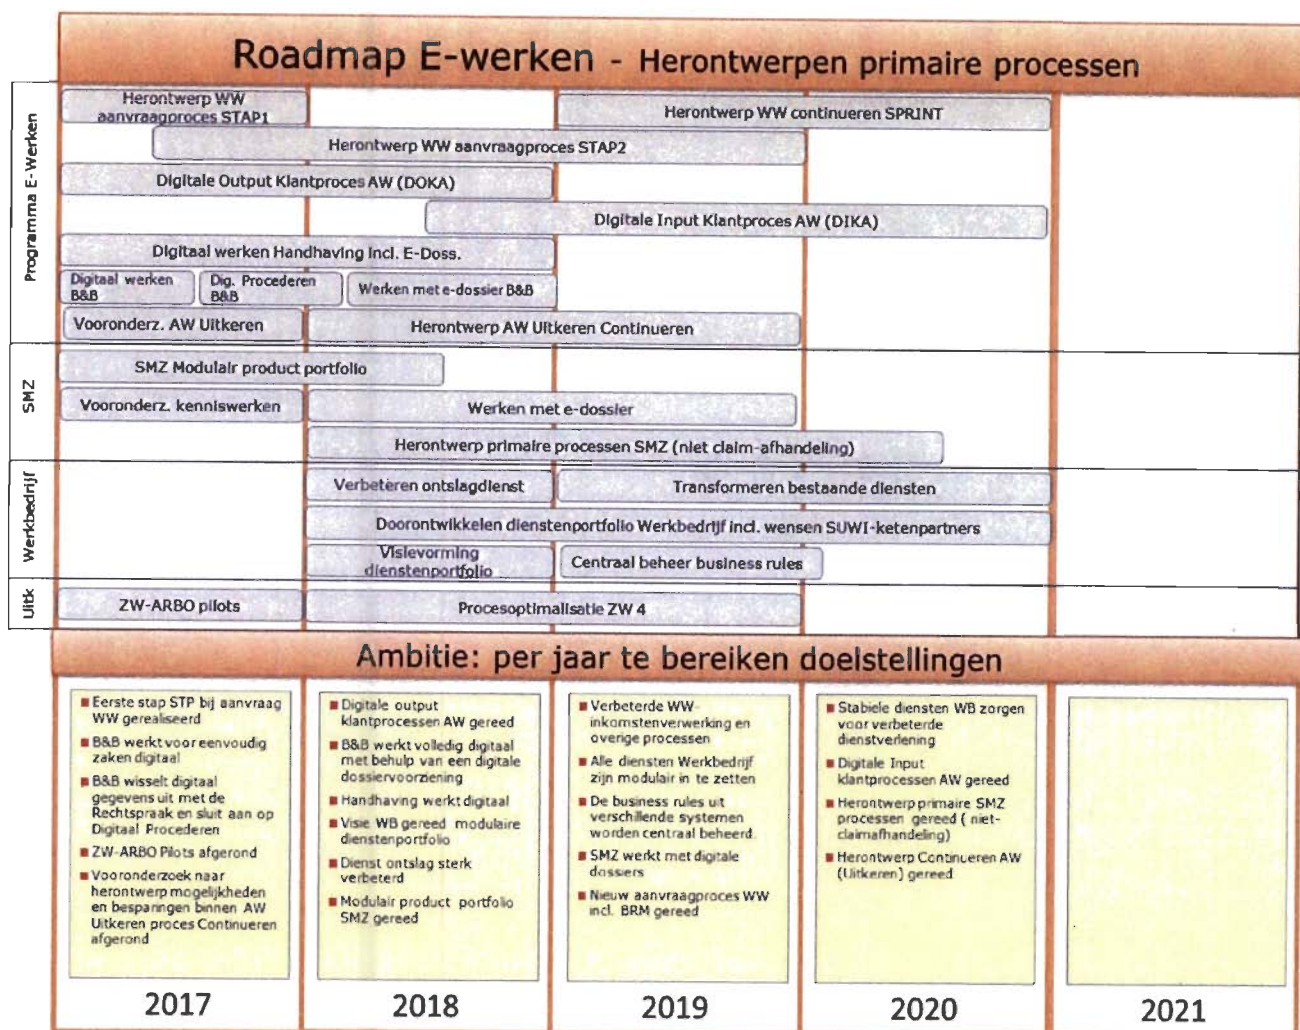 Roadmap E-werken - Herontwerpen primaire processen
Programma E-Werken
Herontwerp WW
aanvraagproces STAP1
Herontwerp WW continueren SPRINT
Herontwerp WW aanvraagproces STAP2
Digitale Output Klantproces AW (DOKA)
Digitale Input Klantproces AW (DIKA)
Digitaal werken Handhaving incl. E-Doss.
Digitaal werken
B&B
Dig. Procederen
B&B
Werken met e-dossier B&B
Vooronderz. AW Uitkeren
Herontwerp AW Uitkeren Continueren
SMZ
SMZ Modulair product portfolio
Vooronderz. kenniswerken
Werken met e-dossier
Herontwerp primaire processen SMZ (niet claim-afhandeling)
Werkbedrijf
Verbeteren ontslagdienst
Transformeren bestaande diensten
Doorontwikkelen dienstenportfolio Werkbedrijf incl. wensen SUWI-ketenpartners
Visievorming
dienstenportfolio
Centraal beheer business rules
Uitk
ZW-ARBO pilots
Procesoptimalisatie ZW 4
Ambitie: per jaar te bereiken doelstellingen
Eerste stap STP bij aanvraag
WW gerealiseerd
B&B werkt voor eenvoudig
zaken digitaal
B&B wisselt digitaal
gegevens uit met de
Rechtspraak en sluit aan op
Digitaal Procederen
ZW-ARBO Pilots afgerond
Vooronderzoek naar
herontwerp mogelijkheden
en besparingen binnen AW
Uitkeren proces Continueren
afgerond
Digitale output
klantprocessen AW gereed
B&B werkt volledig digitaal
met behulp van een digitale
dossiervoorziening
Handhaving werkt digitaal
Visie WB gereed modulaire
dienstenportfolio
Dienst ontslag sterk
verbeterd
Modulair product portfolio
SMZ gereed
Verbeterde WW-
inkomstenverwerking en
overige processen
Alle diensten Werkbedrijf
zijn modulair in te zetten
De business rules uit
verschillende systemen
worden centraal beheerd.
SMZ werkt met digitale
dossiers
Nieuw aanvraagproces WW
incl. BRM gereed
Stabiele diensten WB zorgen
voor verbeterde
dienstverlening
Digitale Input
klantprocessen AW gereed
Herontwerp primaire SMZ
processen gereed ( niet-
claimafhandeling)
Herontwerp Continueren AW
(Uitkeren) gereed
2017
2018
2019
2020
2021